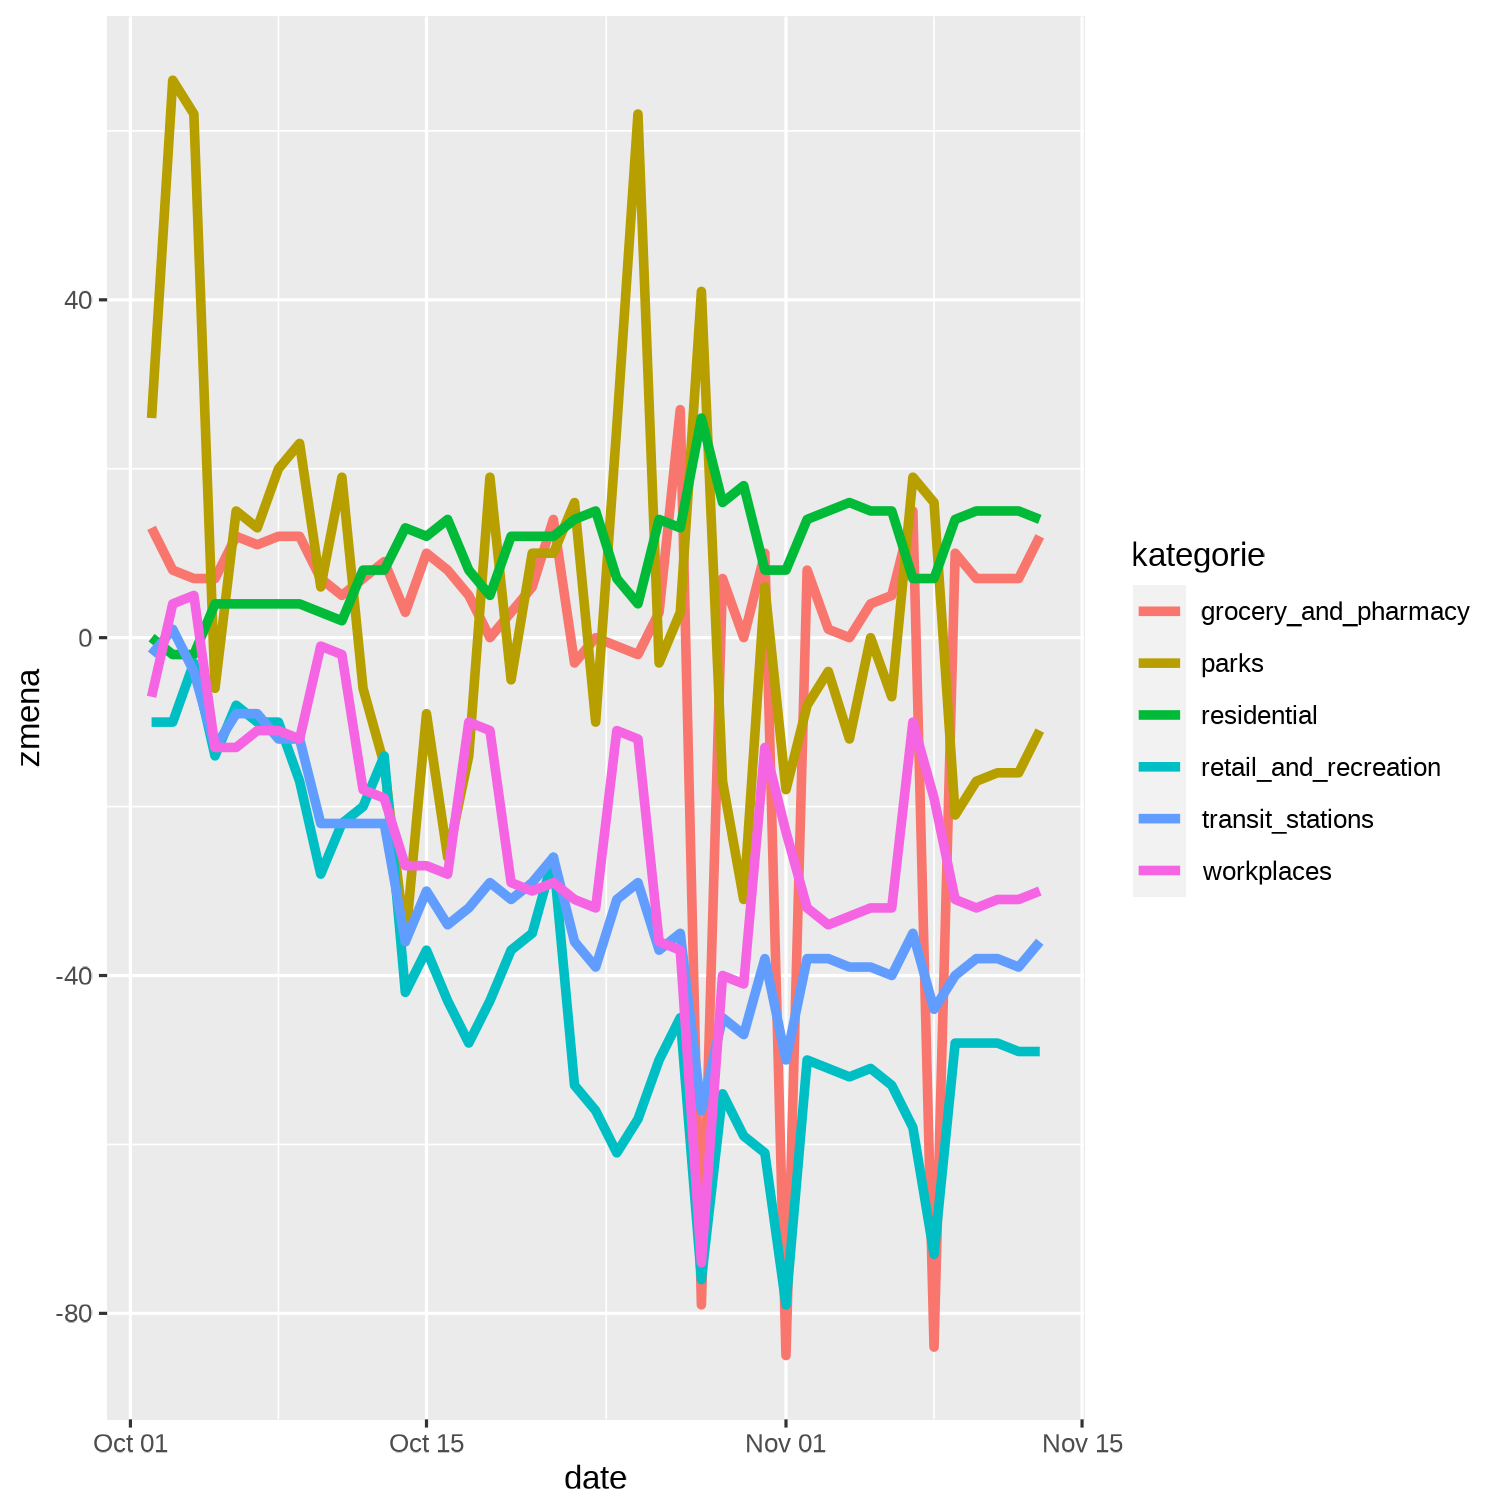 40
0
-40
-80
zmena
Oct 01
Oct 15
Nov 01
Nov 15
date
kategorie
grocery_and_pharmacy
parks
residential
retail_and_recreation
transit_stations
workplaces